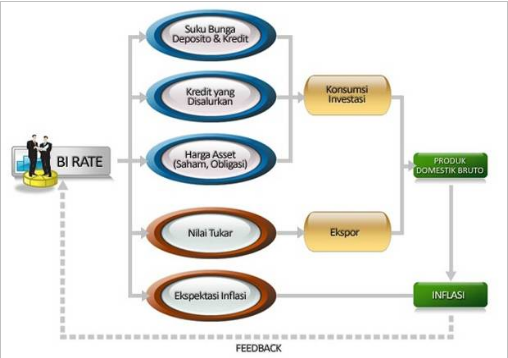 Suku Bunga
Deposito & Kredit
Kredit yang
Disalurkan
Konsumsi
Investasi
BI RATE
Harga Asset
(Saham, Obligasi)
PRODUK
DOMESTIK BRUTO
Nilai Tukar
Ekspor
Ekspektasi Inflasi
INFLASI
FEEDBACK